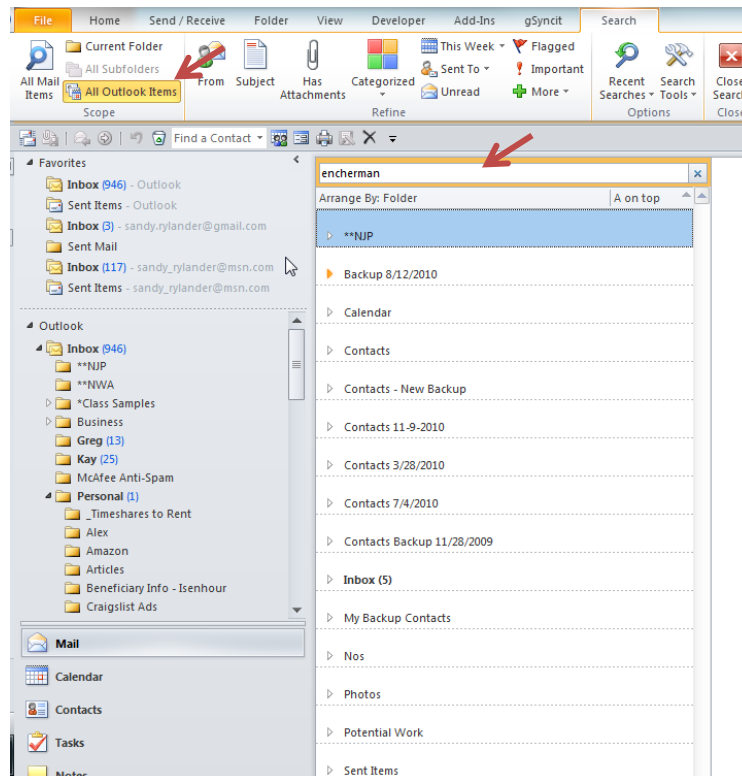 File Home Send / Receive Folder View Developer Add-Ins gSyncit Search
All Mail Items
Current Folder
All Subfolders
All Outlook Items
Scope
From
Subject
Has Attachments
Categorized
This Week
Sent To
Unread
Flagged
Important
More
Refine
Recent Searches
Search Tools
Options
Find a Contact
Favorites
Inbox (946) - Outlook
Sent Items - Outlook
Inbox (3) - sandy.rylander@gmail.com
Sent Mail
Inbox (117) - sandy_rylander@msn.com
Sent Items - sandy_rylander@msn.com
Outlook
Inbox (946)
**NJP
**NWA
*Class Samples
Business
Greg (13)
Kay (25)
McAfee Anti-Spam
Personal (1)
_Timeshares to Rent
Alex
Amazon
Articles
Beneficiary Info - Isenhour
Craigslist Ads
Mail
Calendar
Contacts
Tasks
Notes
encherman
Arrange By: Folder A on top
**NJP
Backup 8/12/2010
Calendar
Contacts
Contacts - New Backup
Contacts 11-9-2010
Contacts 3/28/2010
Contacts 7/4/2010
Contacts Backup 11/28/2009
Inbox (5)
My Backup Contacts
Nos
Photos
Potential Work
Sent Items